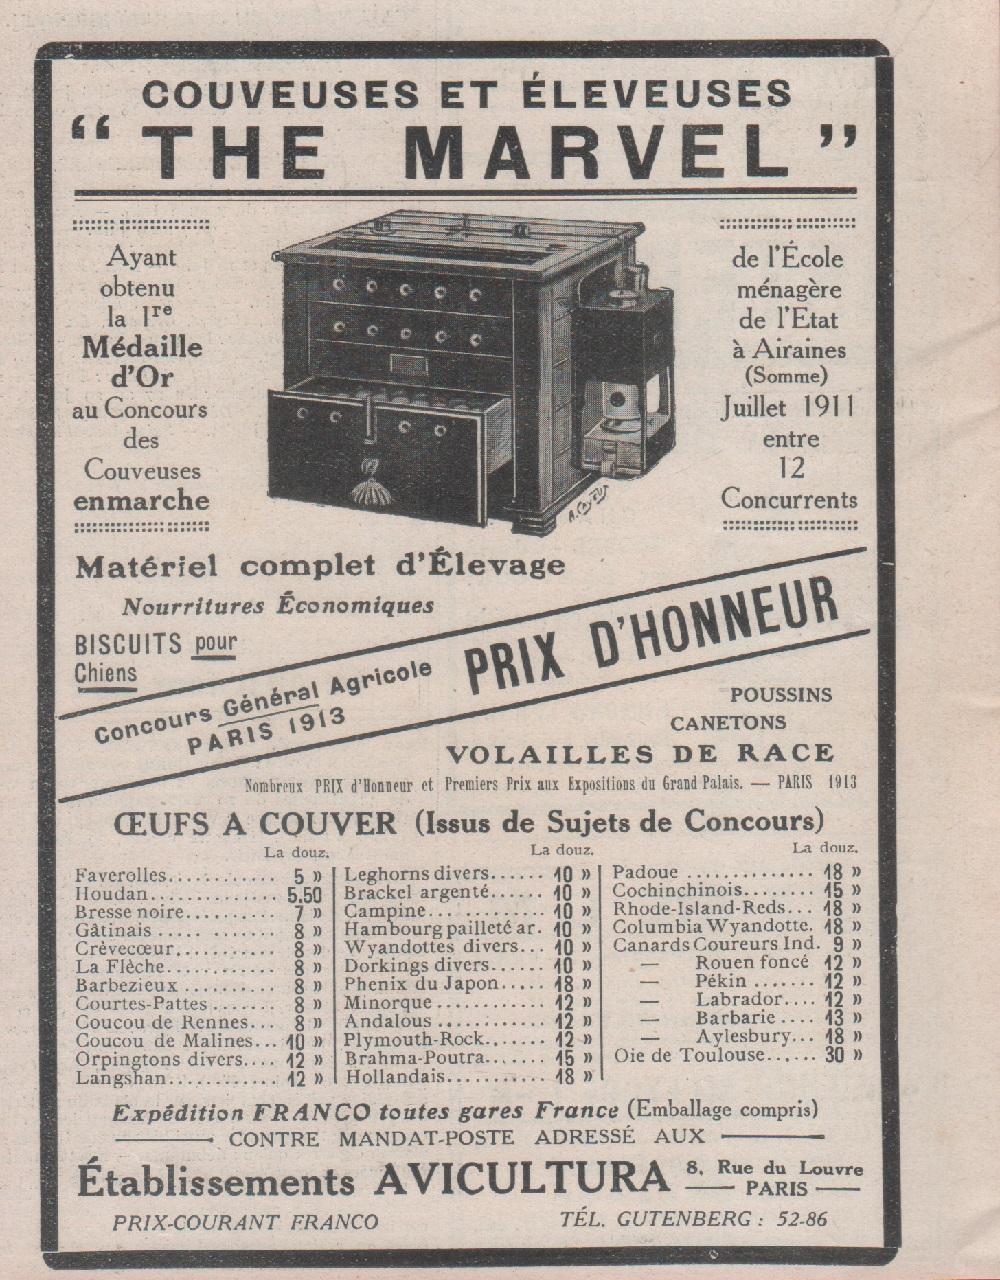 COUVEUSES ET ÉLEVEUSES
“ THE MARVEL ”
Ayant
obtenu
la 1re
Médaille
d'Or
au Concours
des
Couveuses
enmarche
de l'École
ménagère
de l'Etat
à Airaines
(Somme)
Juillet 1911
entre
12
Concurrents
Matériel complet d'Élevage
Nourritures Économiques
BISCUITS pour
Chiens
Concours Général Agricole
PARIS 1913
PRIX D'HONNEUR
POUSSINS
CANETONS
VOLAILLES DE RACE
Nombreux PRIX d'Honneur et Premiers Prix aux Expositions du Grand Palais. — PARIS 1913
ŒUFS A COUVER (Issus de Sujets de Concours)
La douz.
Faverolles............ 5 »
Houdan.............. 5.50
Bresse noire.......... 7 »
Gâtinais ..... ....... 8 »
Crèvecœur........... 8 »
La Flèche............ 8 »
Barbezieux .......... 8 »
Courtes-Pattes ....... 8 »
Coucou de Rennes... 8 »
Coucou de Malines... 10 »
Orpingtons divers.... 12 »
Langshan............ 12 »
La douz.
Leghorns divers...... 10 »
Brackel argenté...... 10 »
Campine... .......... 10 »
Hambourg pailleté ar. 10 »
Wyandottes divers... 10 »
Dorkings divers...... 10 »
Phenix du Japon..... 18 »
Minorque ............ 12 »
Andalous ............ 12 »
Plymouth-Rock....... 12 »
Brahma-Poutra....... 15 »
Hollandais........... 18 »
La douz.
Padoue .............. 18 »
Cochinchinois........ 15 »
Rhode-Island-Reds... 18 »
Columbia Wyandotte. 18 »
Canards Coureurs Ind. 9 »
— Rouen foncé 12 »
— Pékin ....... 12 »
— Labrador.... 12 »
— Barbarie .... 13 »
— Aylesbury... 18 »
Oie de Toulouse...... 30 »
Expédition FRANCO toutes gares France (Emballage compris)
CONTRE MANDAT-POSTE ADRESSÉ AUX
Établissements AVICULTURA 8, Rue du Louvre
— PARIS —
PRIX-COURANT FRANCO
TÉL. GUTENBERG : 52-86